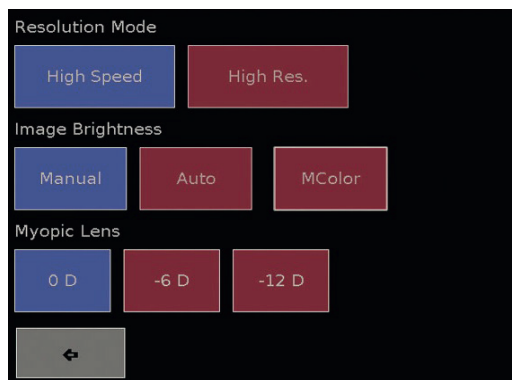 Resolution Mode
High Speed High Res.
Image Brightness
Manual Auto MColor
Myopic Lens
0 D -6 D -12 D